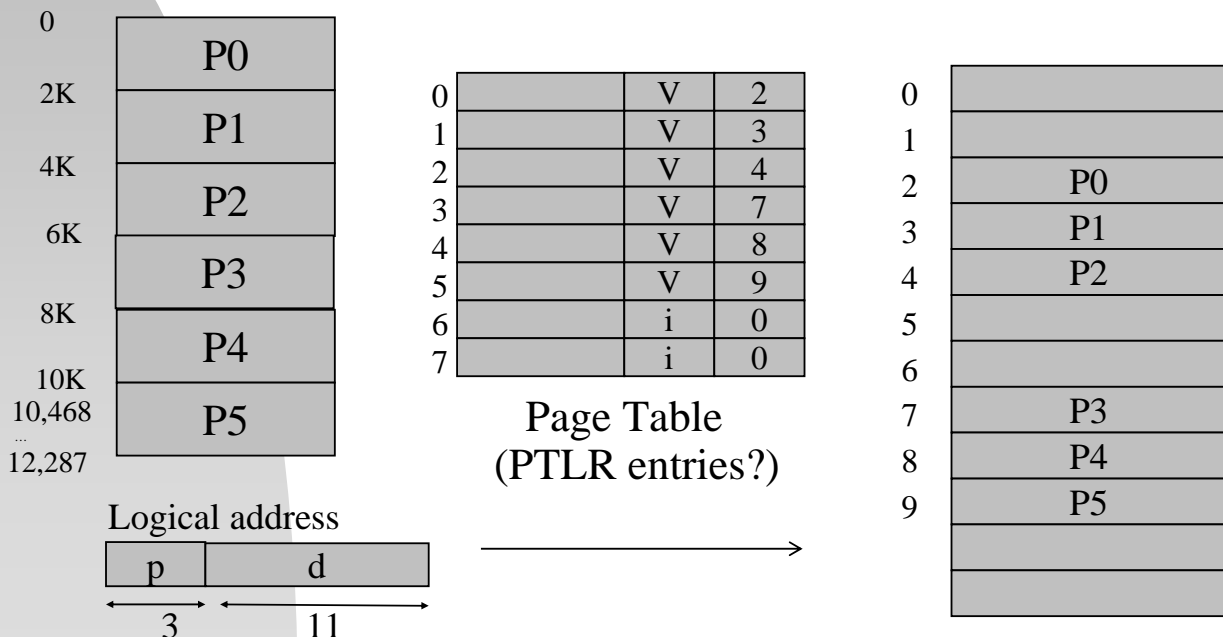 0
P0
2K
P1
4K
P2
6K
P3
8K
P4
10K
10,468
P5
...
12,287
Logical address
p d
3 11
0 V 2
1 V 3
2 V 4
3 V 7
4 V 8
5 V 9
6 i 0
7 i 0
Page Table
(PTLR entries?)
0
1
2 P0
3 P1
4 P2
5
6
7 P3
8 P4
9 P5